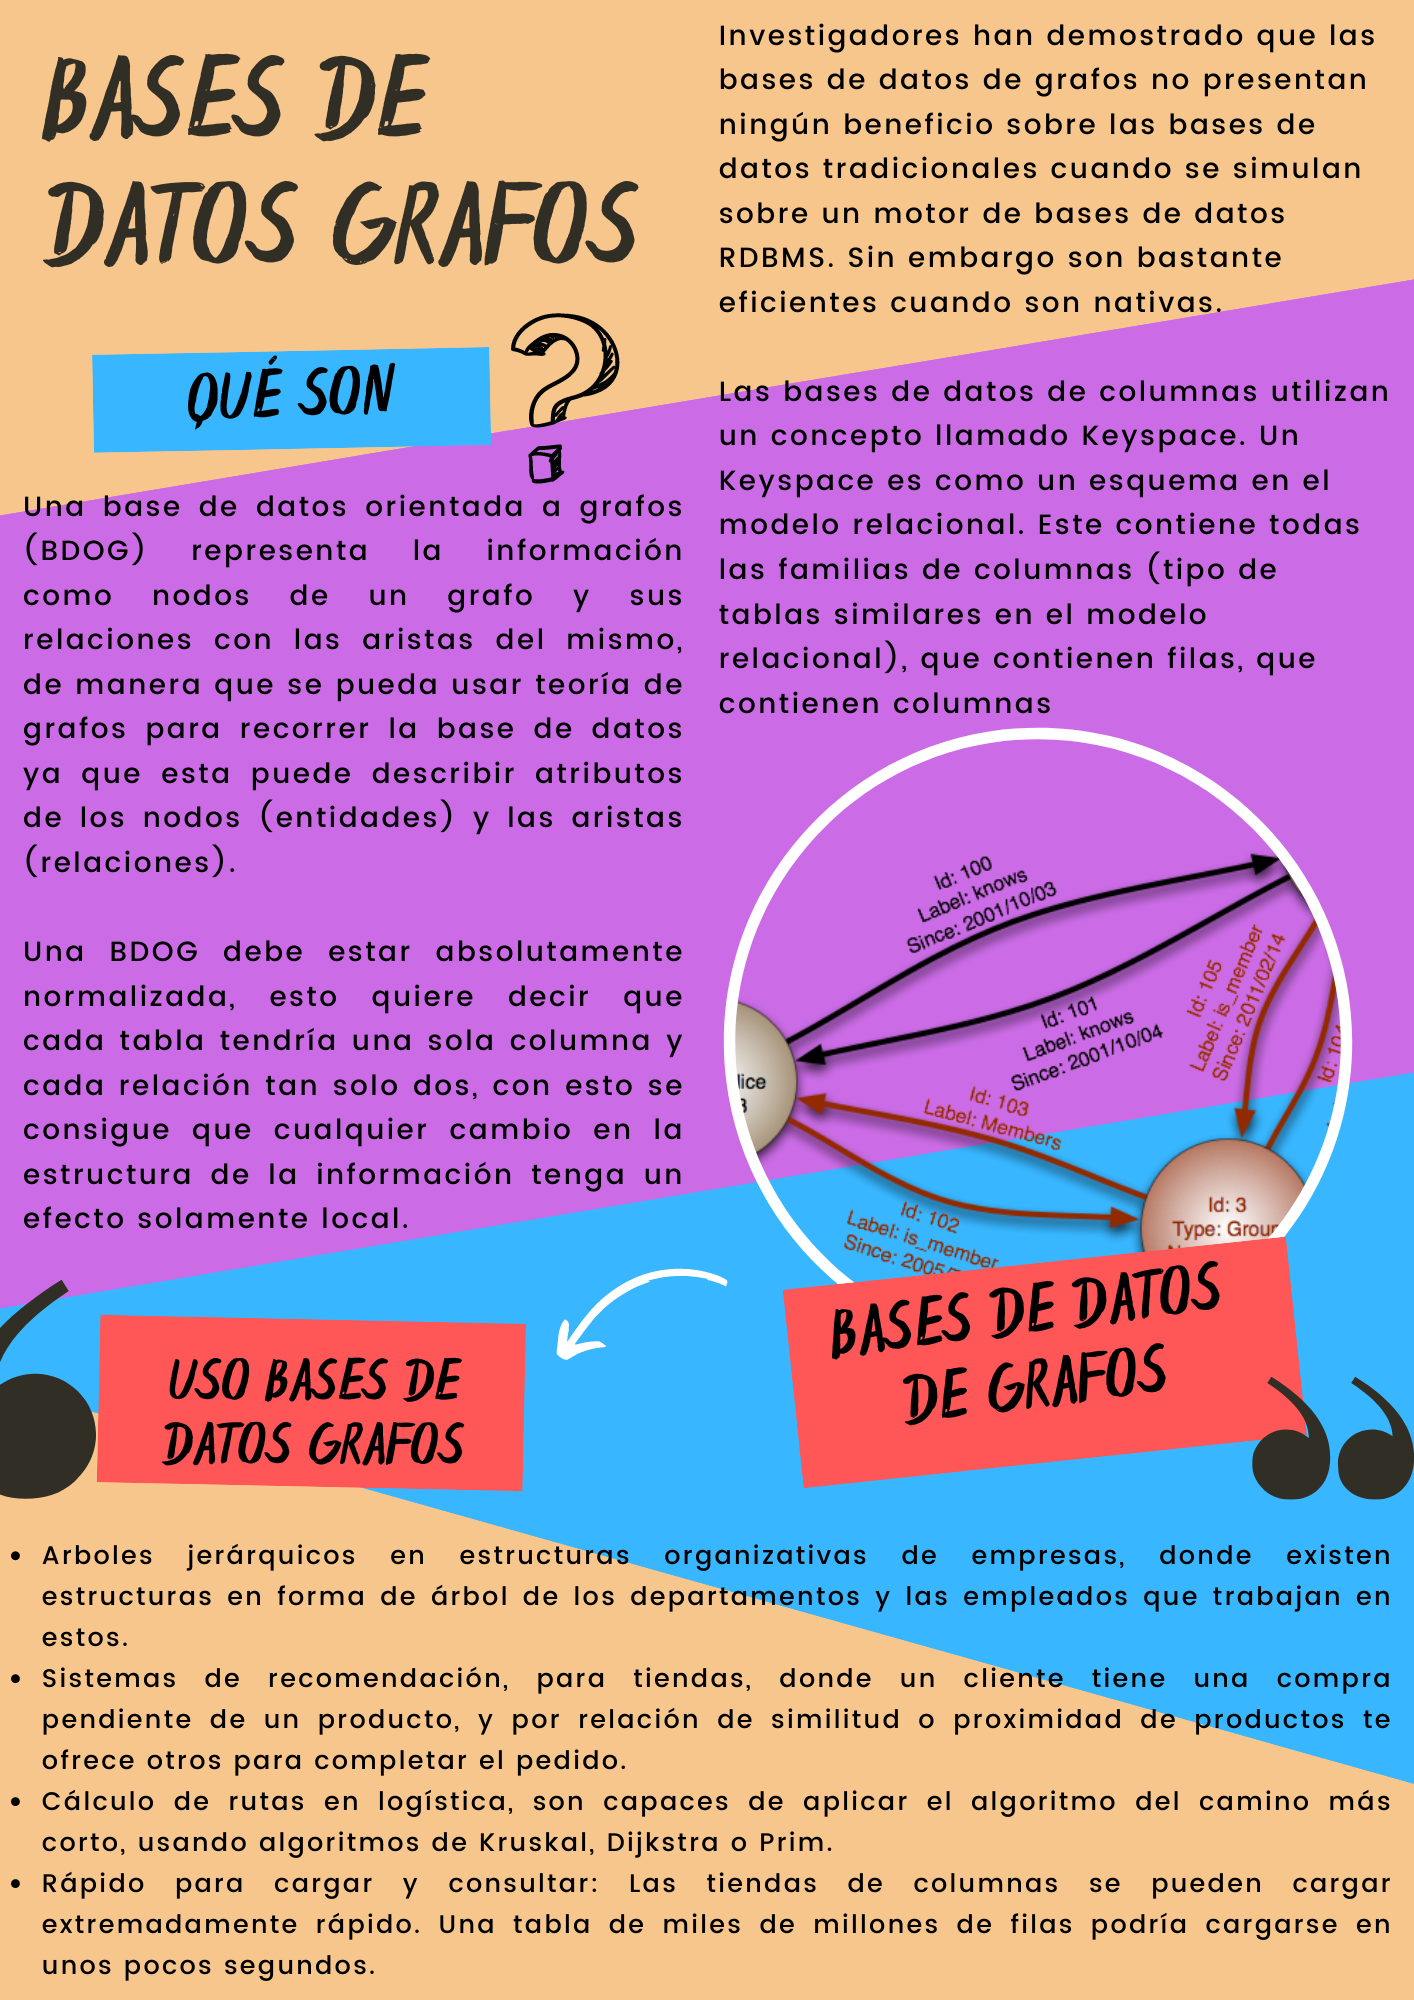 BASES DE
DATOS GRAFOS
QUÉ SON
?
Una base de datos orientada a grafos
(BDOG) representa la información
como nodos de un grafo y sus
relaciones con las aristas del mismo,
de manera que se pueda usar teoría de
grafos para recorrer la base de datos
ya que esta puede describir atributos
de los nodos (entidades) y las aristas
(relaciones).
Una BDOG debe estar absolutamente
normalizada, esto quiere decir que
cada tabla tendría una sola columna y
cada relación tan solo dos, con esto se
consigue que cualquier cambio en la
estructura de la información tenga un
efecto solamente local.
Investigadores han demostrado que las
bases de datos de grafos no presentan
ningún beneficio sobre las bases de
datos tradicionales cuando se simulan
sobre un motor de bases de datos
RDBMS. Sin embargo son bastante
eficientes cuando son nativas.
Las bases de datos de columnas utilizan
un concepto llamado Keyspace. Un
Keyspace es como un esquema en el
modelo relacional. Este contiene todas
las familias de columnas (tipo de
tablas similares en el modelo
relacional), que contienen filas, que
contienen columnas
Id: 100
Label: knows
Since: 2001/10/03
Id: 101
Label: knows
Since: 2001/10/04
Id: 105
Label: is_member
Since: 2011/02/14
Id: 10
lice
Id: 103
Label: Members
Id: 102
Label: is_member
Since: 2005
Id: 3
Type: Group
BASES DE DATOS
DE GRAFOS
USO BASES DE
DATOS GRAFOS
• Arboles jerárquicos en estructuras organizativas de empresas, donde existen
estructuras en forma de árbol de los departamentos y las empleados que trabajan en
estos.
• Sistemas de recomendación, para tiendas, donde un cliente tiene una compra
pendiente de un producto, y por relación de similitud o proximidad de productos te
ofrece otros para completar el pedido.
• Cálculo de rutas en logística, son capaces de aplicar el algoritmo del camino más
corto, usando algoritmos de Kruskal, Dijkstra o Prim.
• Rápido para cargar y consultar: Las tiendas de columnas se pueden cargar
extremadamente rápido. Una tabla de miles de millones de filas podría cargarse en
unos pocos segundos.